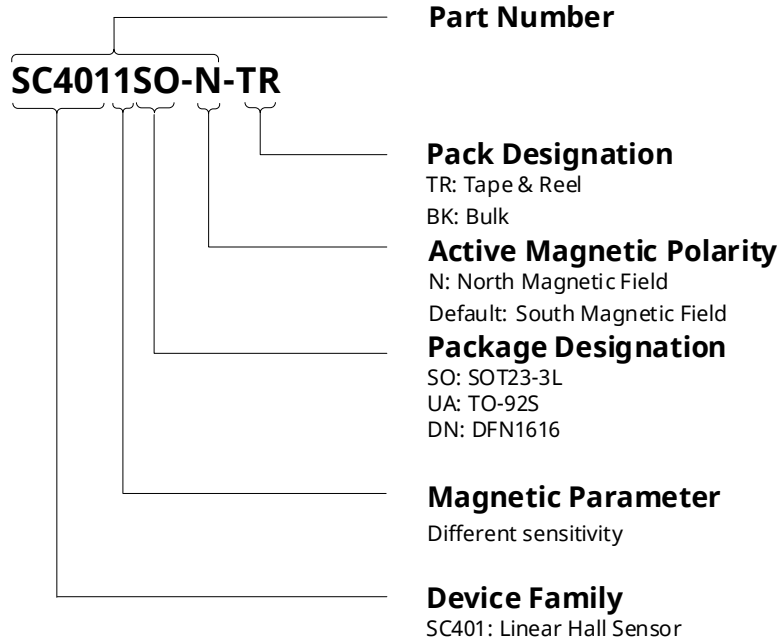 Part Number
SC4011SO-N-TR
Pack Designation
TR: Tape & Reel
BK: Bulk
Active Magnetic Polarity
N: North Magnetic Field
Default: South Magnetic Field
Package Designation
SO: SOT23-3L
UA: TO-92S
DN: DFN1616
Magnetic Parameter
Different sensitivity
Device Family
SC401: Linear Hall Sensor